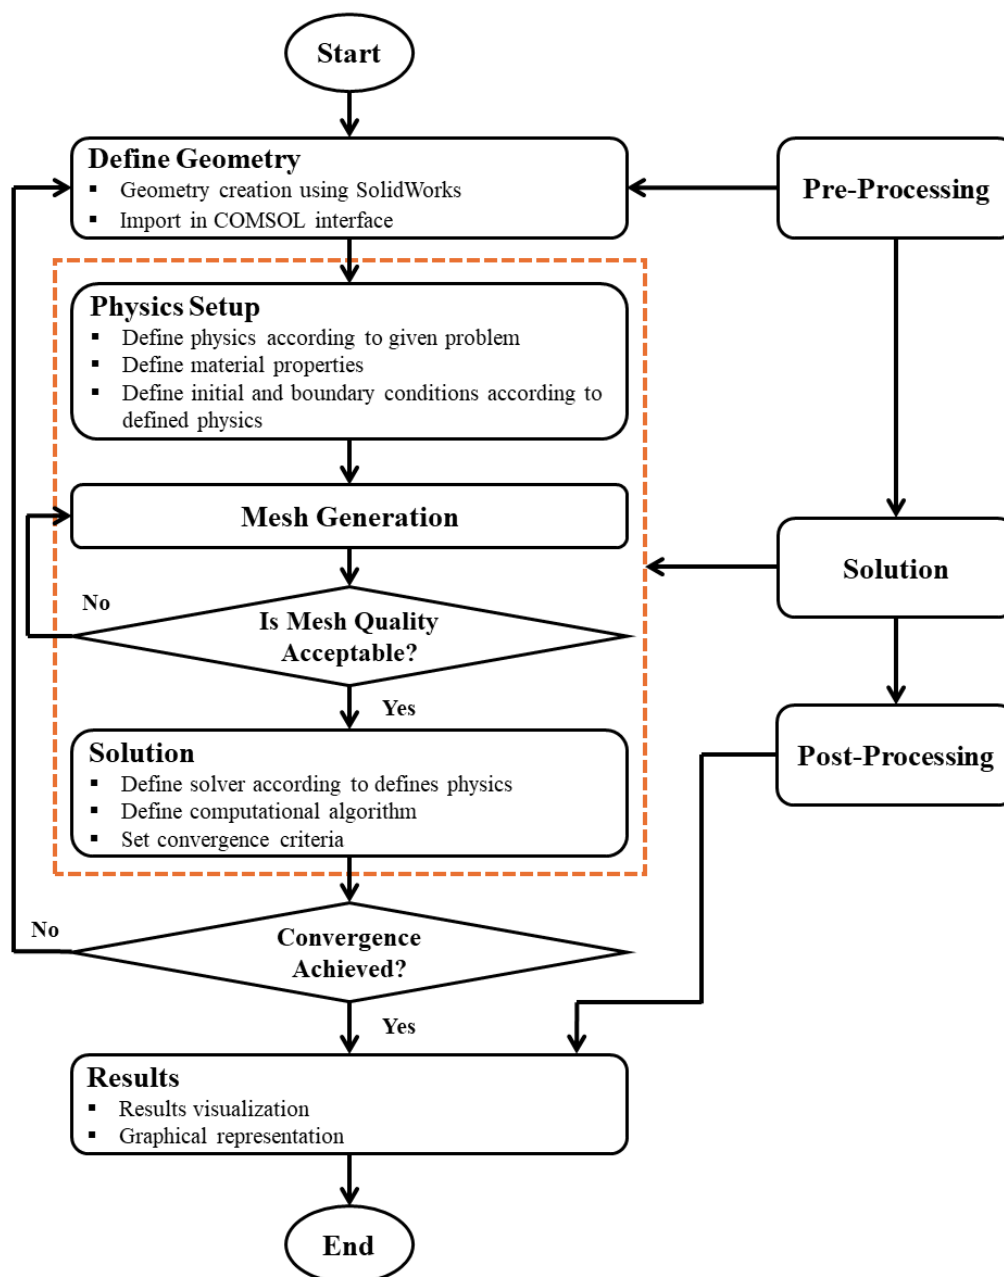 Start
Define Geometry
▪ Geometry creation using SolidWorks
▪ Import in COMSOL interface
Pre-Processing
Physics Setup
▪ Define physics according to given problem
▪ Define material properties
▪ Define initial and boundary conditions according to
defined physics
Mesh Generation
Solution
No
Is Mesh Quality
Acceptable?
Yes
Solution
▪ Define solver according to defines physics
▪ Define computational algorithm
▪ Set convergence criteria
Post-Processing
No
Convergence
Achieved?
Yes
Results
▪ Results visualization
▪ Graphical representation
End